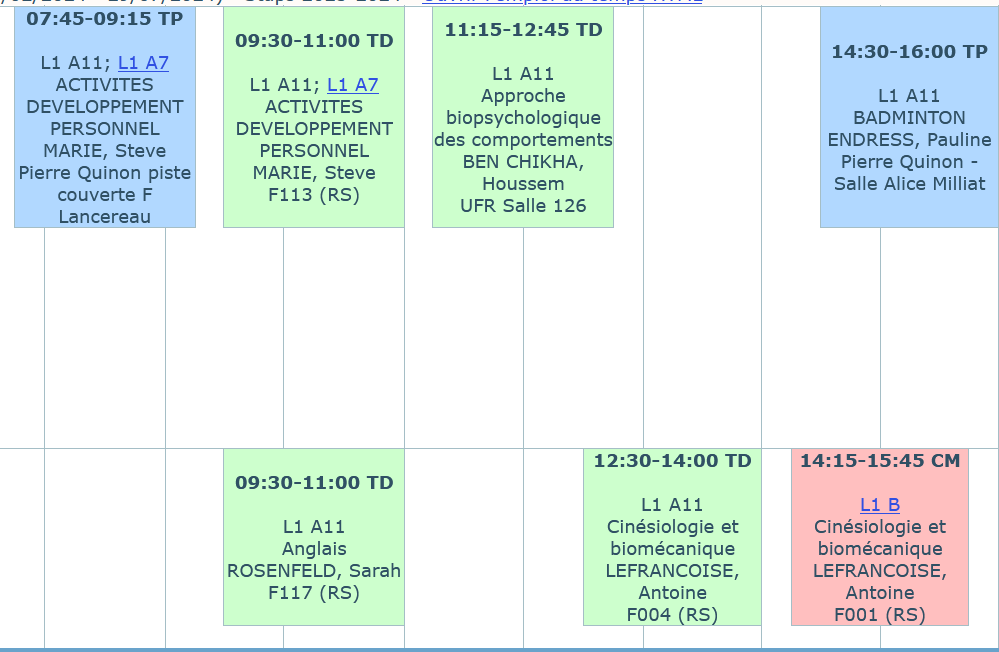 07:45-09:15 TP
L1 A11; L1 A7
ACTIVITES
DEVELOPPEMENT
PERSONNEL
MARIE, Steve
Pierre Quinon piste
couverte F
Lancereau
09:30-11:00 TD
L1 A11; L1 A7
ACTIVITES
DEVELOPPEMENT
PERSONNEL
MARIE, Steve
F113 (RS)
11:15-12:45 TD
L1 A11
Approche
biopsychologique
des comportements
BEN CHIKHA,
Houssem
UFR Salle 126
14:30-16:00 TP
L1 A11
BADMINTON
ENDRESS, Pauline
Pierre Quinon -
Salle Alice Milliat
09:30-11:00 TD
L1 A11
Anglais
ROSENFELD, Sarah
F117 (RS)
12:30-14:00 TD
L1 A11
Cinésiologie et
biomécanique
LEFRANCOISE,
Antoine
F004 (RS)
14:15-15:45 CM
L1 B
Cinésiologie et
biomécanique
LEFRANCOISE,
Antoine
F001 (RS)